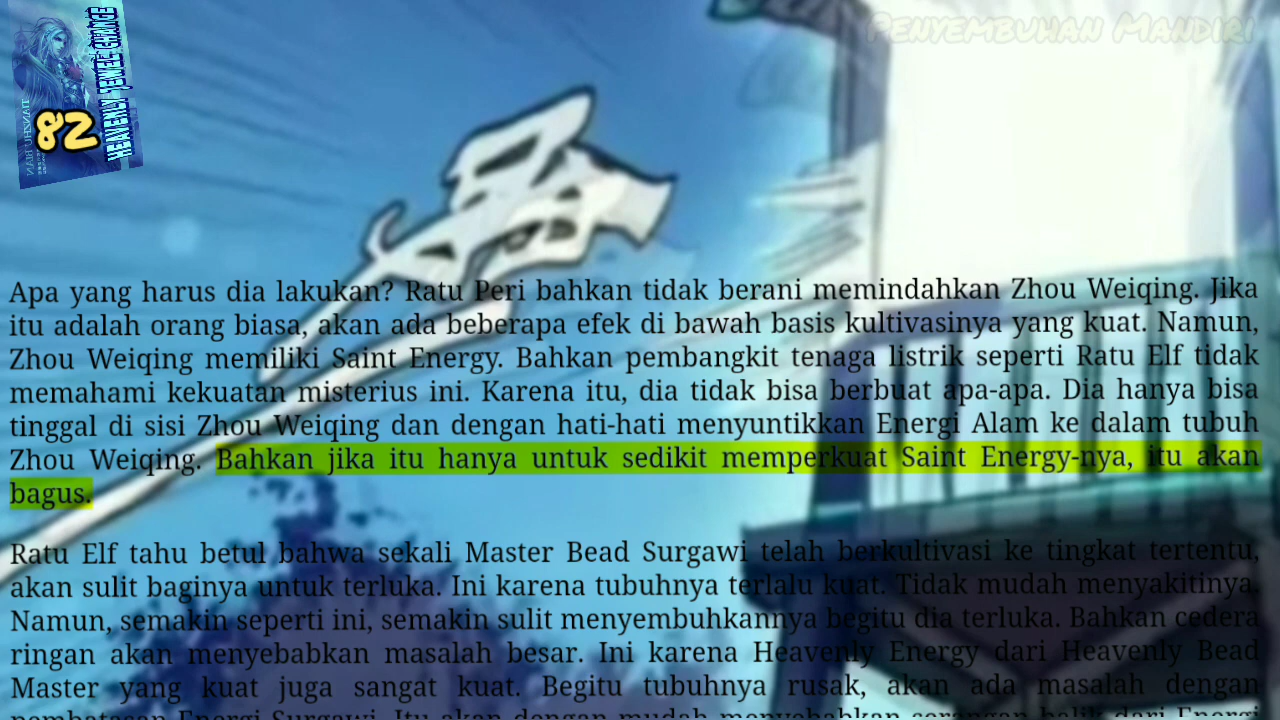 Penyembuhan Mandiri
HEAVENLY JEWEL CHANGE
82
Apa yang harus dia lakukan? Ratu Peri bahkan tidak berani memindahkan Zhou Weiqing. Jika
itu adalah orang biasa, akan ada beberapa efek di bawah basis kultivasinya yang kuat. Namun,
Zhou Weiqing memiliki Saint Energy. Bahkan pembangkit tenaga listrik seperti Ratu Elf tidak
memahami kekuatan misterius ini. Karena itu, dia tidak bisa berbuat apa-apa. Dia hanya bisa
tinggal di sisi Zhou Weiqing dan dengan hati-hati menyuntikkan Energi Alam ke dalam tubuh
Zhou Weiqing. Bahkan jika itu hanya untuk sedikit memperkuat Saint Energy-nya, itu akan
bagus.
Ratu Elf tahu betul bahwa sekali Master Bead Surgawi telah berkultivasi ke tingkat tertentu,
akan sulit baginya untuk terluka. Ini karena tubuhnya terlalu kuat. Tidak mudah menyakitinya.
Namun, semakin seperti ini, semakin sulit menyembuhkannya begitu dia terluka. Bahkan cedera
ringan akan menyebabkan masalah besar. Ini karena Heavenly Energy dari Heavenly Bead
Master yang kuat juga sangat kuat. Begitu tubuhnya rusak, akan ada masalah dengan